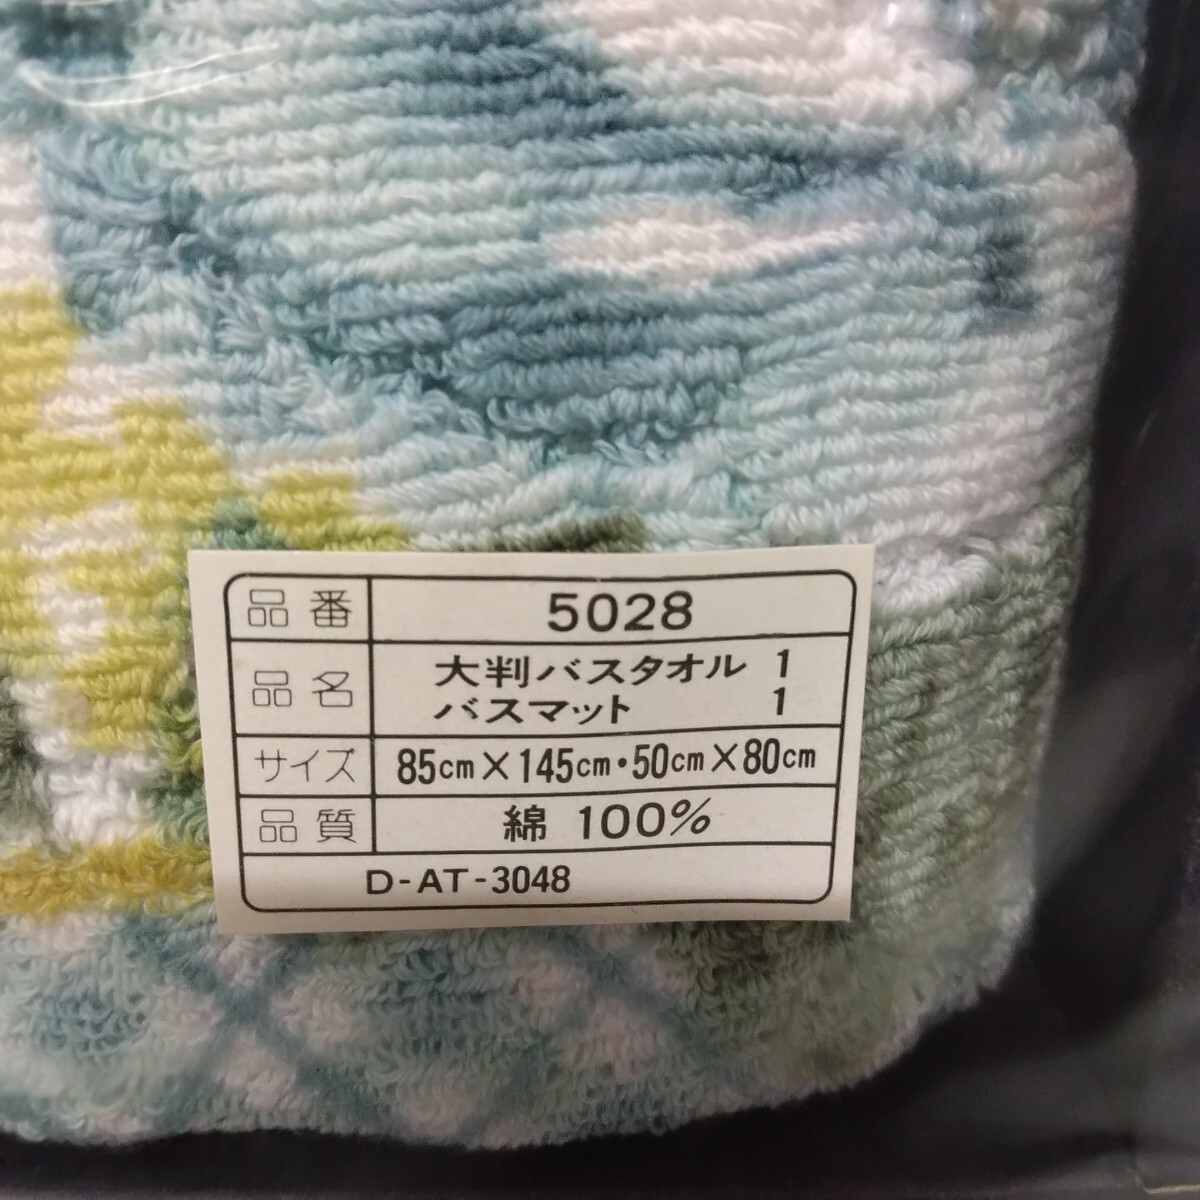 品番 5028
品名 大判バスタオル 1
バスマット 1
サイズ 85cm×145cm・50cm×80cm
品質 綿 100%
D-AT-3048